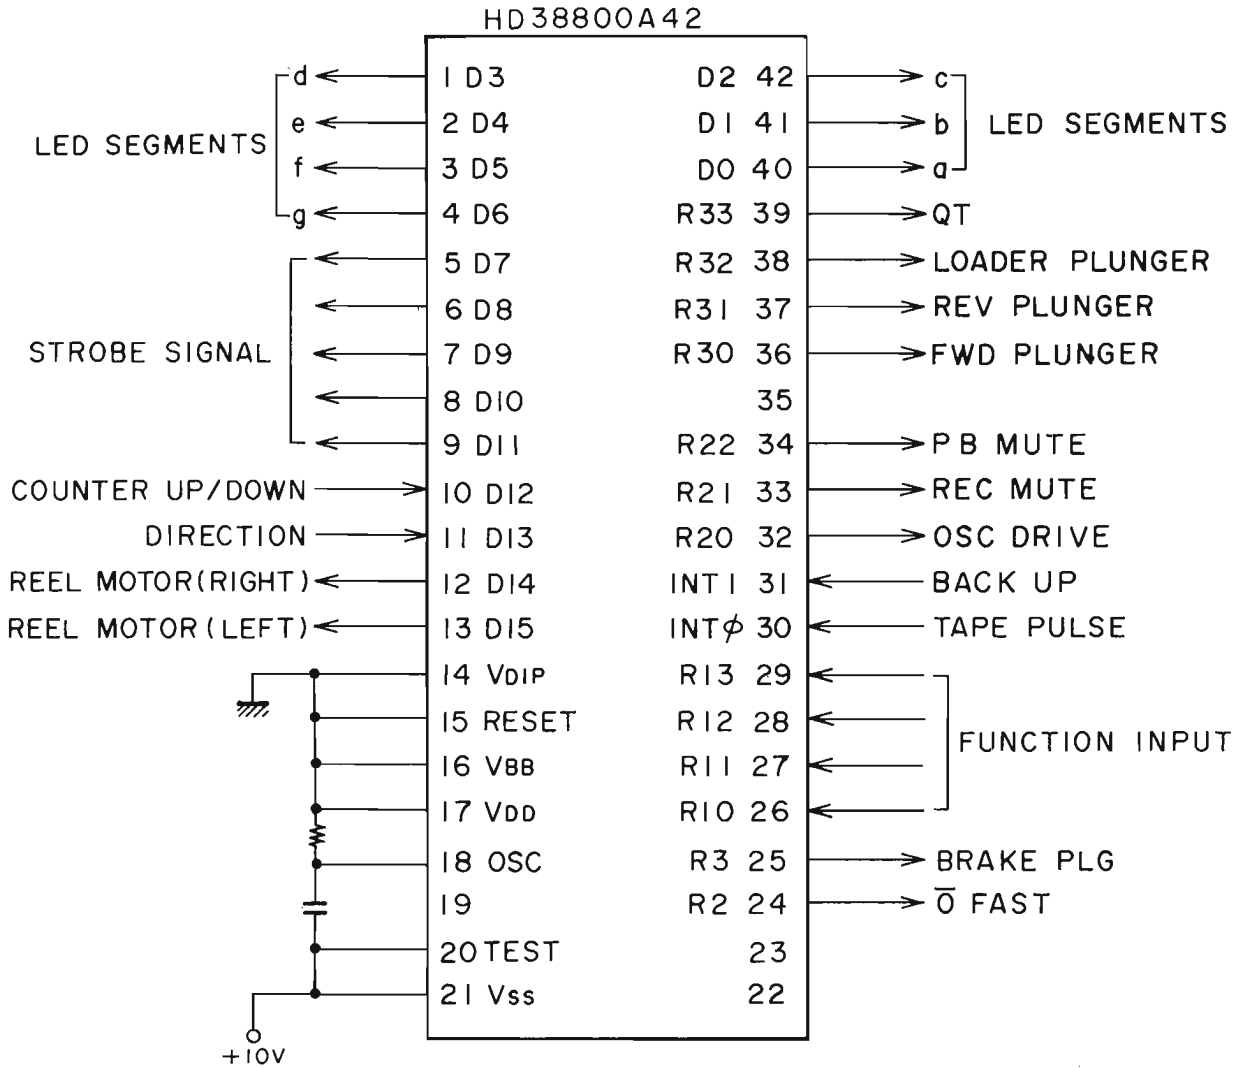 HD38800A42
d 1 D3 D2 42 c
e 2 D4 D1 41 b
LED SEGMENTS LED SEGMENTS
f 3 D5 D0 40 a
g 4 D6 R33 39 QT
5 D7 R32 38 LOADER PLUNGER
6 D8 R31 37 REV PLUNGER
STROBE SIGNAL 7 D9 R30 36 FWD PLUNGER
8 D10 35
9 D11 R22 34 PB MUTE
COUNTER UP/DOWN 10 D12 R21 33 REC MUTE
DIRECTION 11 D13 R20 32 OSC DRIVE
REEL MOTOR(RIGHT) 12 D14 INT1 31 BACK UP
REEL MOTOR(LEFT) 13 D15 INTϕ 30 TAPE PULSE
14 VDIP R13 29
15 RESET R12 28
FUNCTION INPUT
16 VBB R11 27
17 VDD R10 26
18 OSC R3 25 BRAKE PLG
19 R2 24 O̅ FAST
20 TEST 23
21 Vss 22
+10V